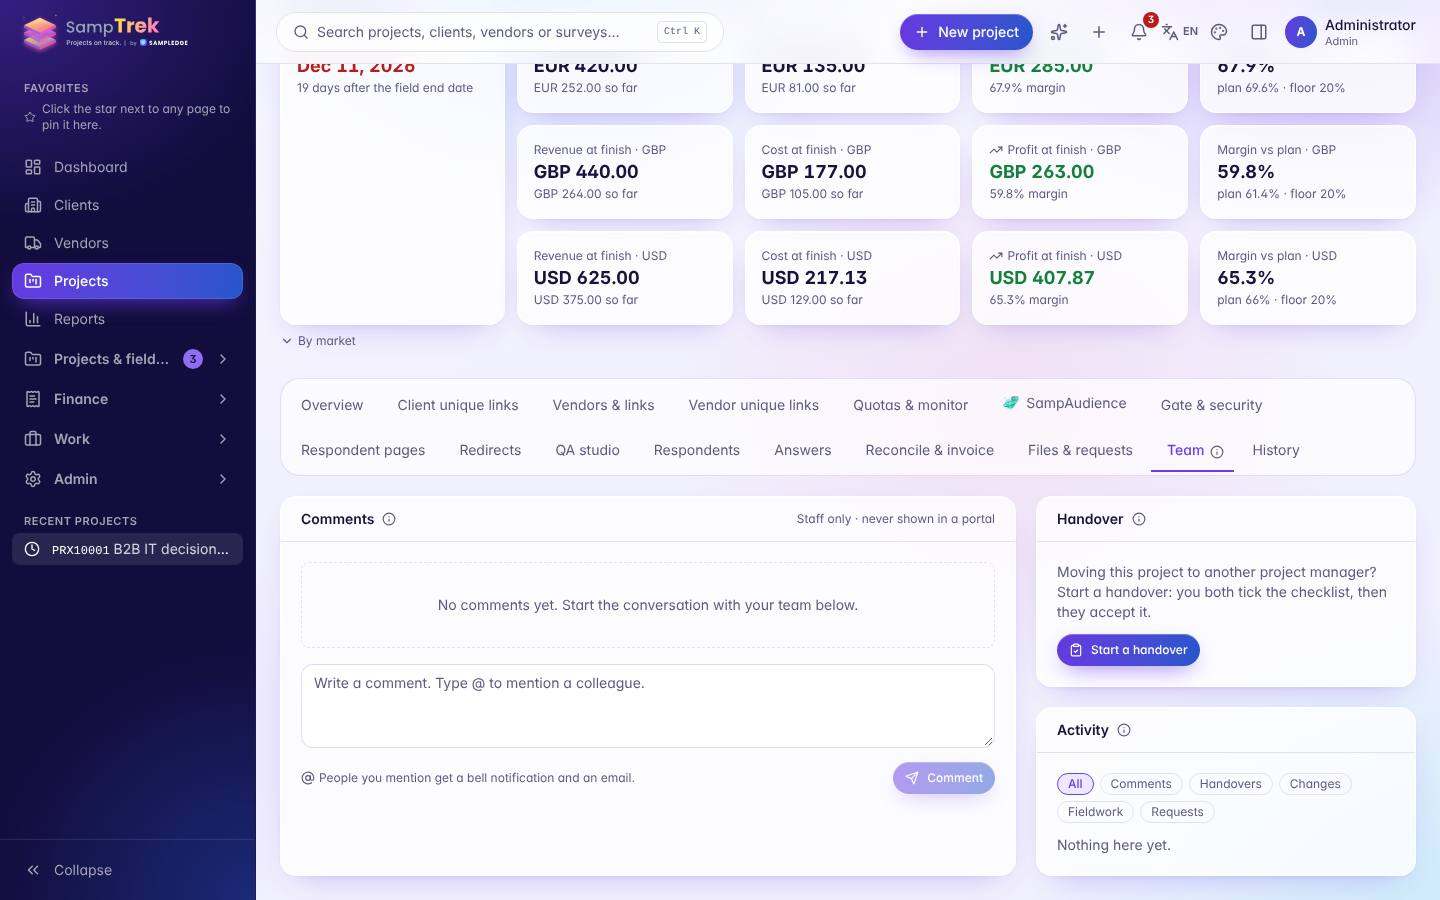 SampTrek
Projects on track. | by SAMPLEDGE
FAVORITES
Click the star next to any page to
pin it here.
Dashboard
Clients
Vendors
Projects
Reports
Projects & field... 3
Finance
Work
Admin
RECENT PROJECTS
PRX10001 B2B IT decision...
Collapse
Search projects, clients, vendors or surveys... Ctrl K
New project
3
EN
A
Administrator
Admin
Dec 11, 2026
19 days after the field end date
EUR 420.00
EUR 252.00 so far
EUR 135.00
EUR 81.00 so far
EUR 285.00
67.9% margin
67.9%
plan 69.6% · floor 20%
Revenue at finish · GBP
GBP 440.00
GBP 264.00 so far
Cost at finish · GBP
GBP 177.00
GBP 105.00 so far
Profit at finish · GBP
GBP 263.00
59.8% margin
Margin vs plan · GBP
59.8%
plan 61.4% · floor 20%
Revenue at finish · USD
USD 625.00
USD 375.00 so far
Cost at finish · USD
USD 217.13
USD 129.00 so far
Profit at finish · USD
USD 407.87
65.3% margin
Margin vs plan · USD
65.3%
plan 66% · floor 20%
By market
Overview Client unique links Vendors & links Vendor unique links Quotas & monitor SampAudience Gate & security
Respondent pages Redirects QA studio Respondents Answers Reconcile & invoice Files & requests Team History
Comments
Staff only · never shown in a portal
No comments yet. Start the conversation with your team below.
Write a comment. Type @ to mention a colleague.
@ People you mention get a bell notification and an email.
Comment
Handover
Moving this project to another project manager?
Start a handover: you both tick the checklist, then
they accept it.
Start a handover
Activity
All Comments Handovers Changes
Fieldwork Requests
Nothing here yet.